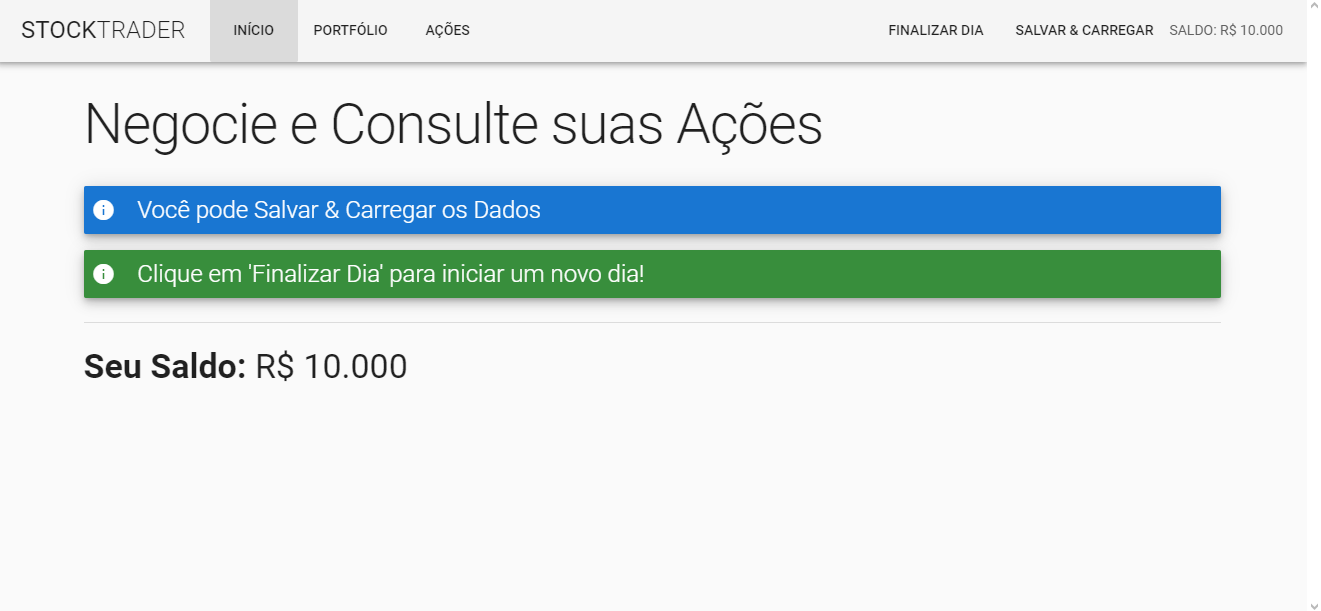 STOCKTRADER INÍCIO PORTFÓLIO AÇÕES FINALIZAR DIA SALVAR & CARREGAR SALDO: R$ 10.000
Negocie e Consulte suas Ações
Você pode Salvar & Carregar os Dados
Clique em 'Finalizar Dia' para iniciar um novo dia!
Seu Saldo: R$ 10.000